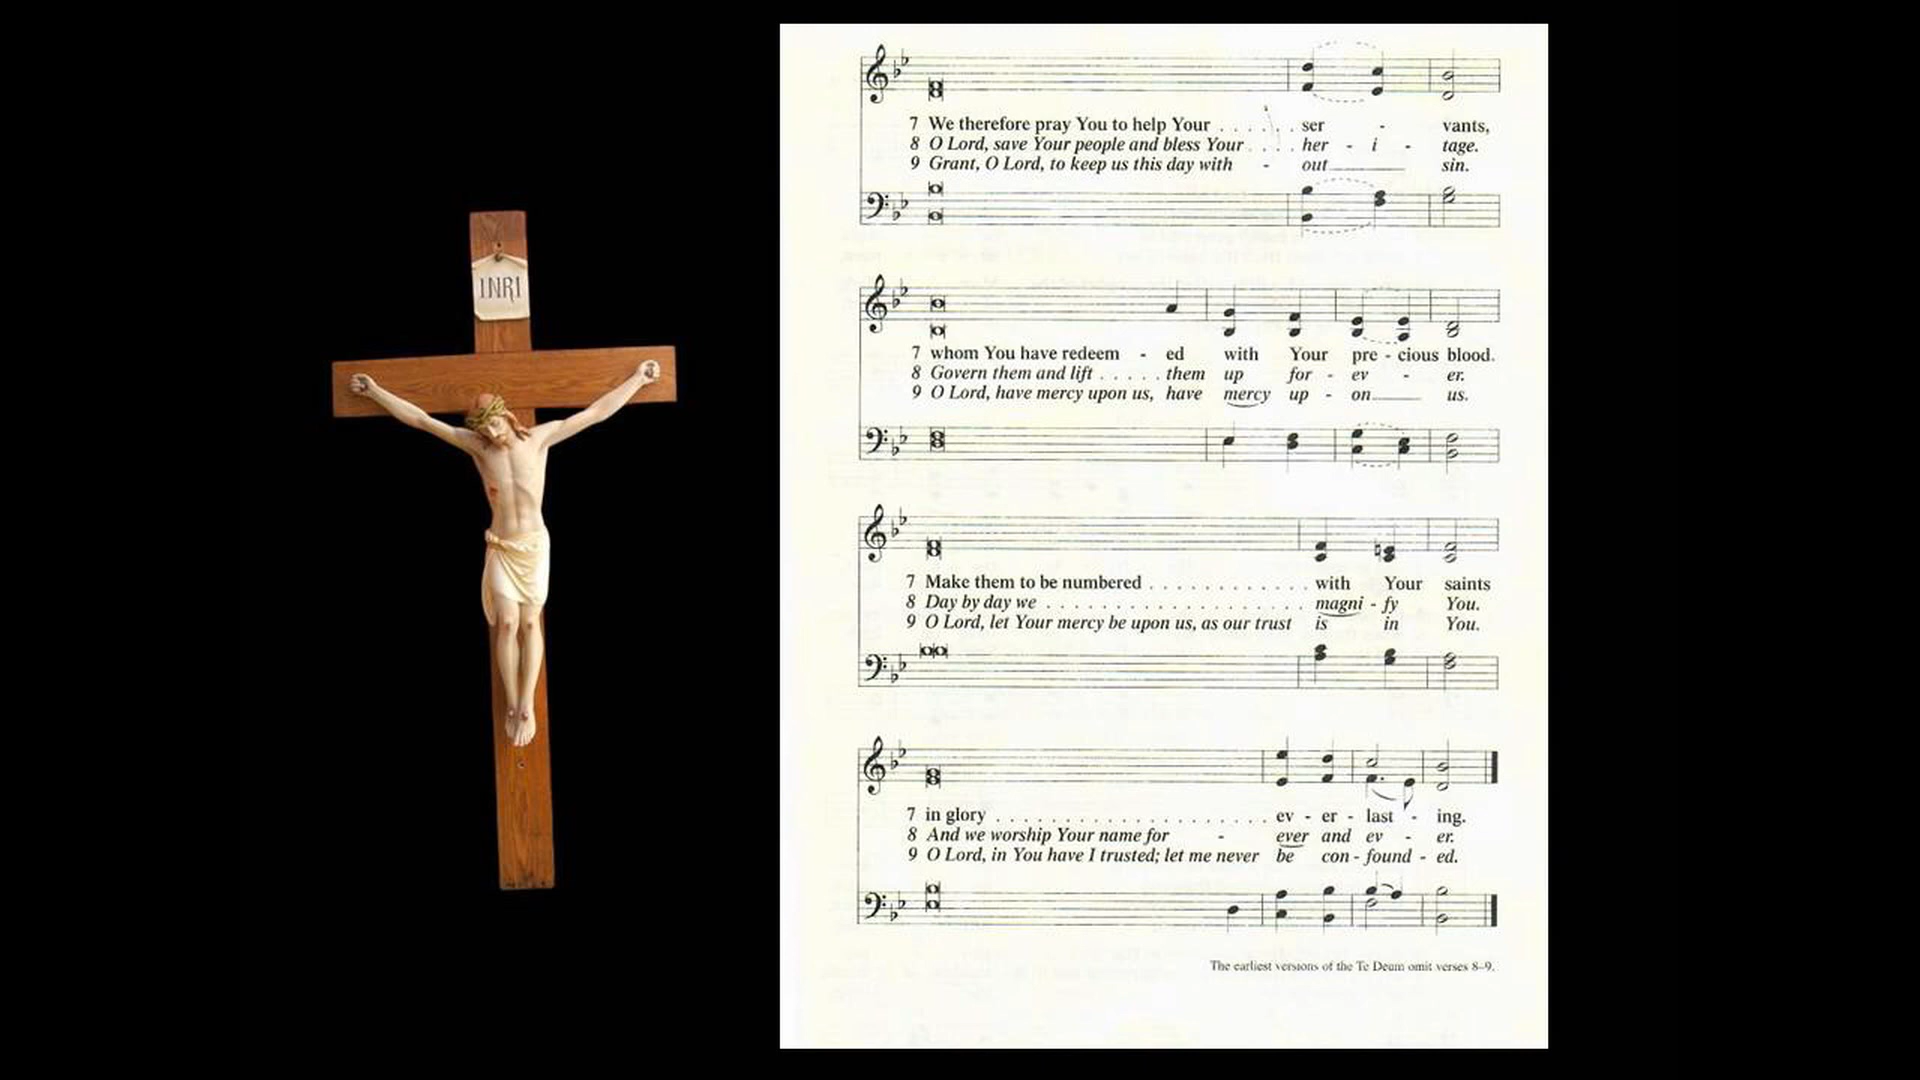 INRI
7 We therefore pray You to help Your . . . . . . ser - vants,
8 O Lord, save Your people and bless Your . . . . her - i - tage.
9 Grant, O Lord, to keep us this day with - out sin.
7 whom You have redeem - ed with Your pre - cious blood.
8 Govern them and lift . . . . . them up for - ev - er.
9 O Lord, have mercy upon us, have mercy up - on us.
7 Make them to be numbered . . . . . . . . . . . . . with Your saints
8 Day by day we . . . . . . . . . . . . . . . . . . . . magni - fy You.
9 O Lord, let Your mercy be upon us, as our trust is in You.
7 in glory . . . . . . . . . . . . . . . . . . . . . ev - er - last - ing.
8 And we worship Your name for - ever and ev - er.
9 O Lord, in You have I trusted; let me never be con - found - ed.
The earliest versions of the Te Deum omit verses 8–9.